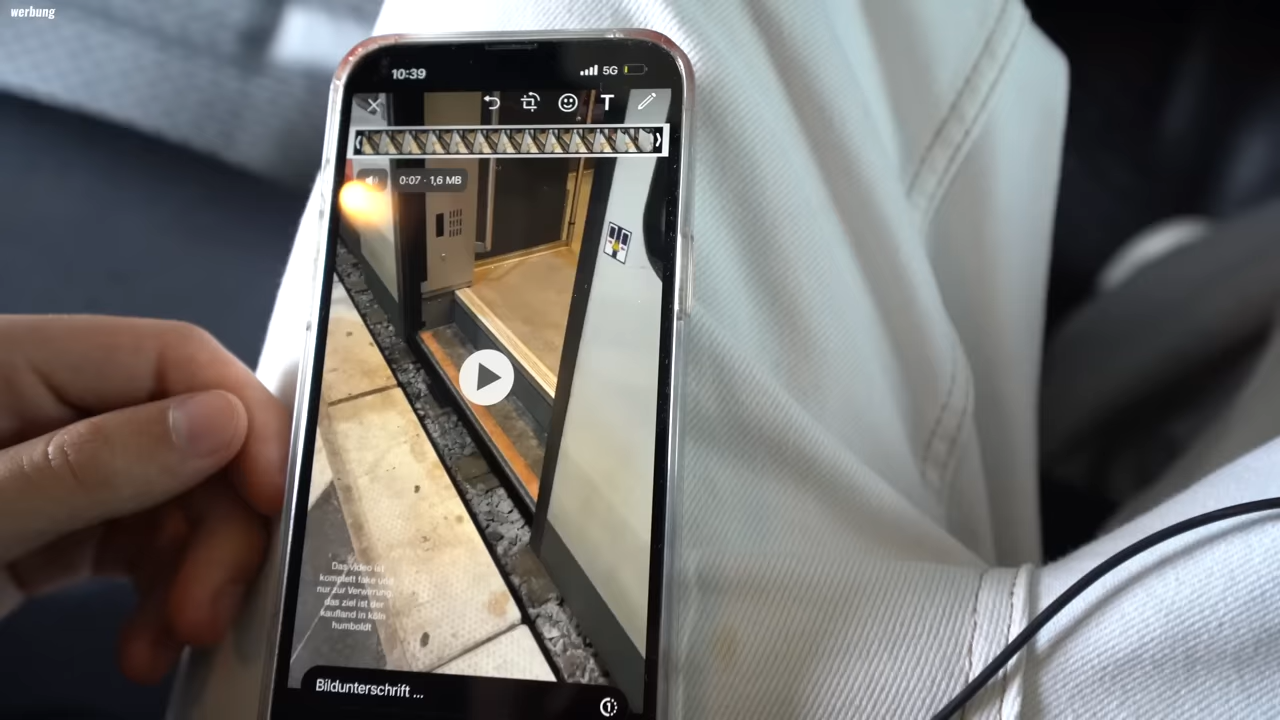 werbung
10:39
5G
T
0:07 · 1,6 MB
Das video ist
komplett fake und
nur zur Verwirrung
das ziel ist der
kaufland in köln
humboldt
Bildunterschrift ...
1